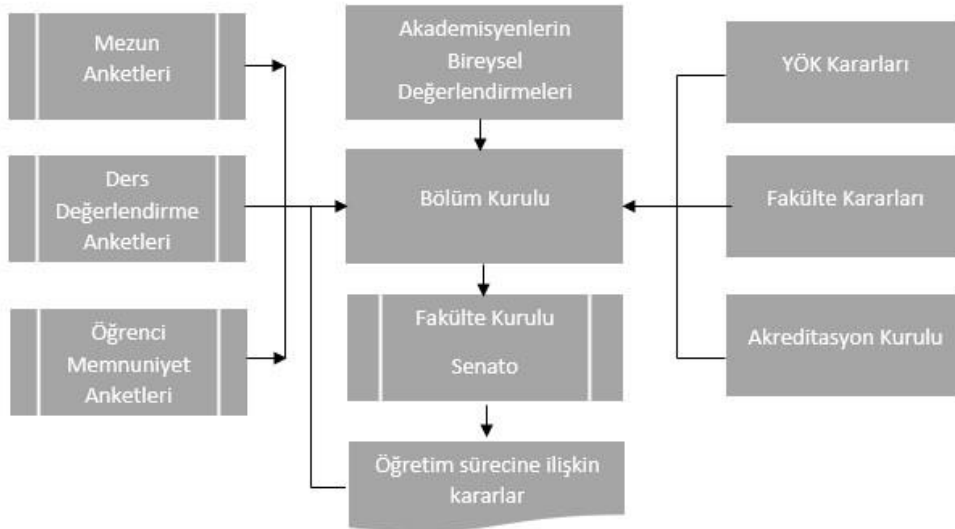 Mezun
Anketleri
Akademisyenlerin
Bireysel
Değerlendirmeleri
YÖK Kararları
Ders
Değerlendirme
Anketleri
Bölüm Kurulu
Fakülte Kararları
Öğrenci
Memnuniyet
Anketleri
Fakülte Kurulu
Senato
Akreditasyon Kurulu
Öğretim sürecine ilişkin
kararlar